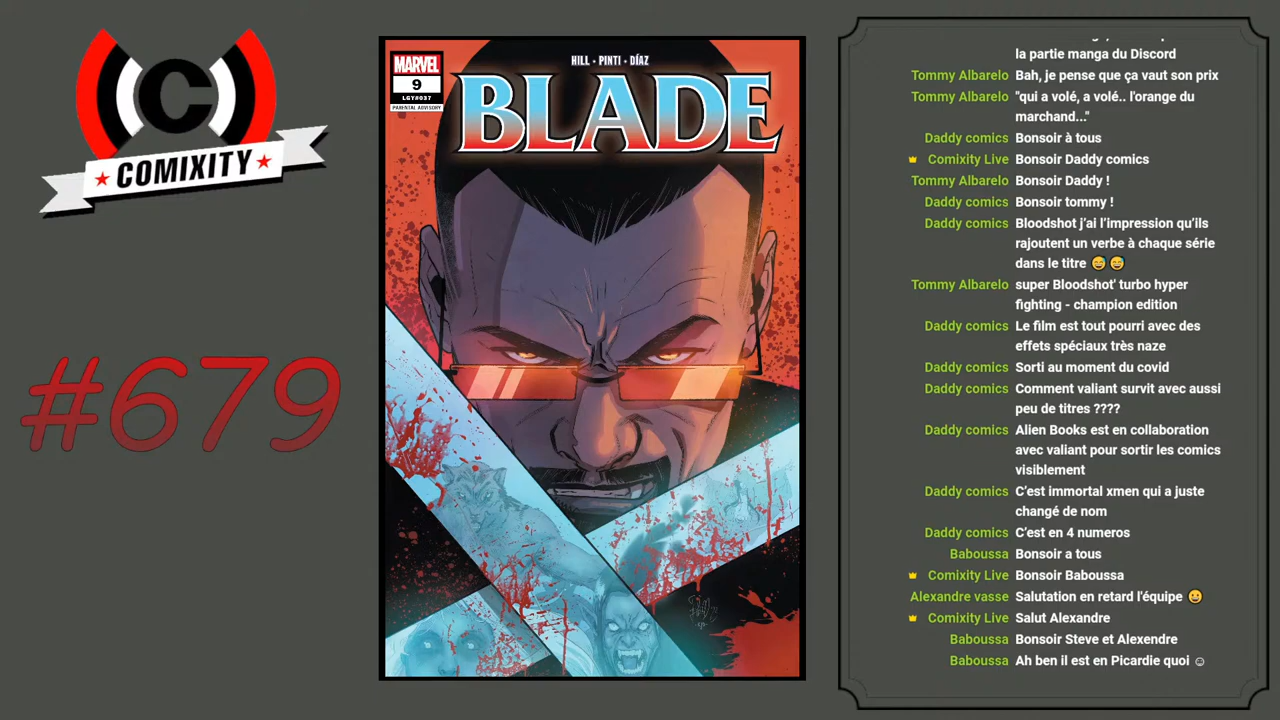 C
COMIXITY
#679
MARVEL
9
LGY#037
PARENTAL ADVISORY
HILL • PINTI • DÍAZ
BLADE
la partie manga du Discord
Tommy Albarelo Bah, je pense que ça vaut son prix
Tommy Albarelo "qui a volé, a volé... l'orange du
marchand..."
Daddy comics Bonsoir à tous
Comixity Live Bonsoir Daddy comics
Tommy Albarelo Bonsoir Daddy !
Daddy comics Bonsoir tommy !
Daddy comics Bloodshot j’ai l’impression qu’ils
rajoutent un verbe à chaque série
dans le titre 😅 😅
Tommy Albarelo super Bloodshot' turbo hyper
fighting - champion edition
Daddy comics Le film est tout pourri avec des
effets spéciaux très naze
Daddy comics Sorti au moment du covid
Daddy comics Comment valiant survit avec aussi
peu de titres ????
Daddy comics Alien Books est en collaboration
avec valiant pour sortir les comics
visiblement
Daddy comics C’est immortal xmen qui a juste
changé de nom
Daddy comics C’est en 4 numeros
Baboussa Bonsoir a tous
Comixity Live Bonsoir Baboussa
Alexandre vasse Salutation en retard l'équipe 😀
Comixity Live Salut Alexandre
Baboussa Bonsoir Steve et Alexendre
Baboussa Ah ben il est en Picardie quoi ☺